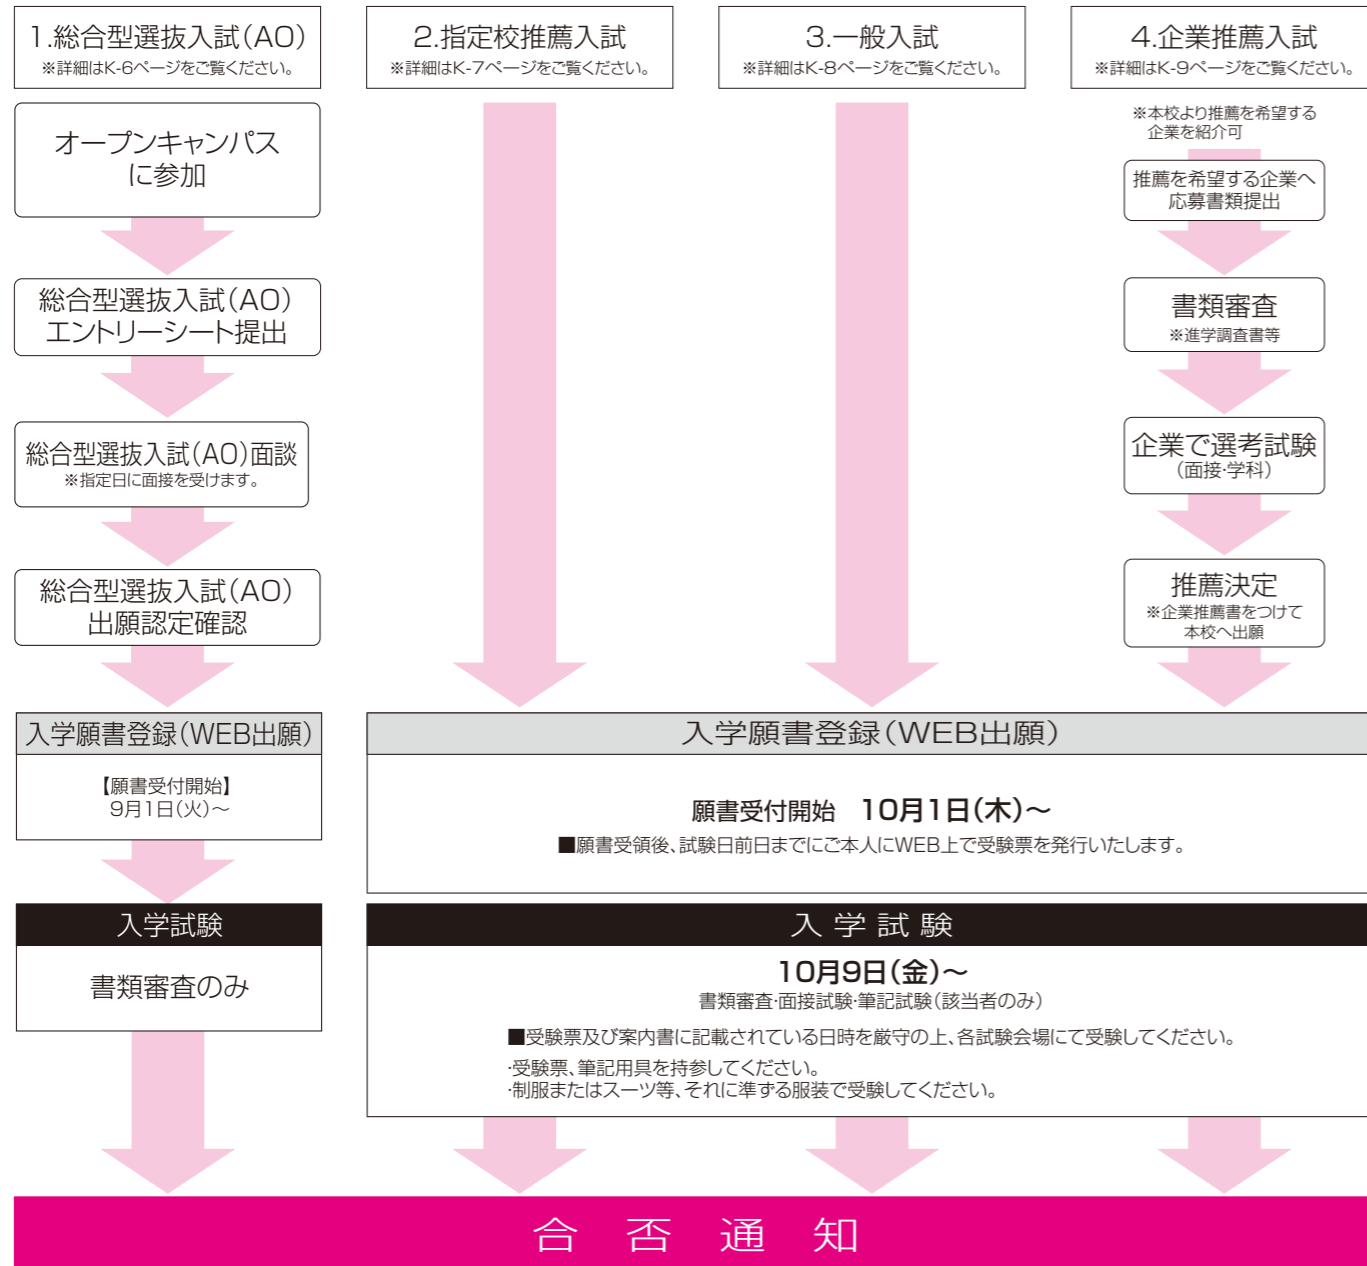 1.総合型選抜入試(AO)
※詳細はK-6ページをご覧ください。
2.指定校推薦入試
※詳細はK-7ページをご覧ください。
3.一般入試
※詳細はK-8ページをご覧ください。
4.企業推薦入試
※詳細はK-9ページをご覧ください。
オープンキャンパス
に参加
総合型選抜入試(AO)
エントリーシート提出
総合型選抜入試(AO)面談
※指定日に面接を受けます。
総合型選抜入試(AO)
出願認定確認
※本校より推薦を希望する
企業を紹介可
推薦を希望する企業へ
応募書類提出
書類審査
※進学調査書等
企業で選考試験
(面接・学科)
推薦決定
※企業推薦書をつけて
本校へ出願
入学願書登録(WEB出願)
【願書受付開始】
9月1日(火)～
入学願書登録(WEB出願)
願書受付開始 10月1日(木)～
■願書受領後、試験日前日までにご本人にWEB上で受験票を発行いたします。
入学試験
書類審査のみ
入学試験
10月9日(金)～
書類審査・面接試験・筆記試験(該当者のみ)
■受験票及び案内書に記載されている日時を厳守の上、各試験会場にて受験してください。
・受験票、筆記用具を持参してください。
・制服またはスーツ等、それに準ずる服装で受験してください。
合否通知